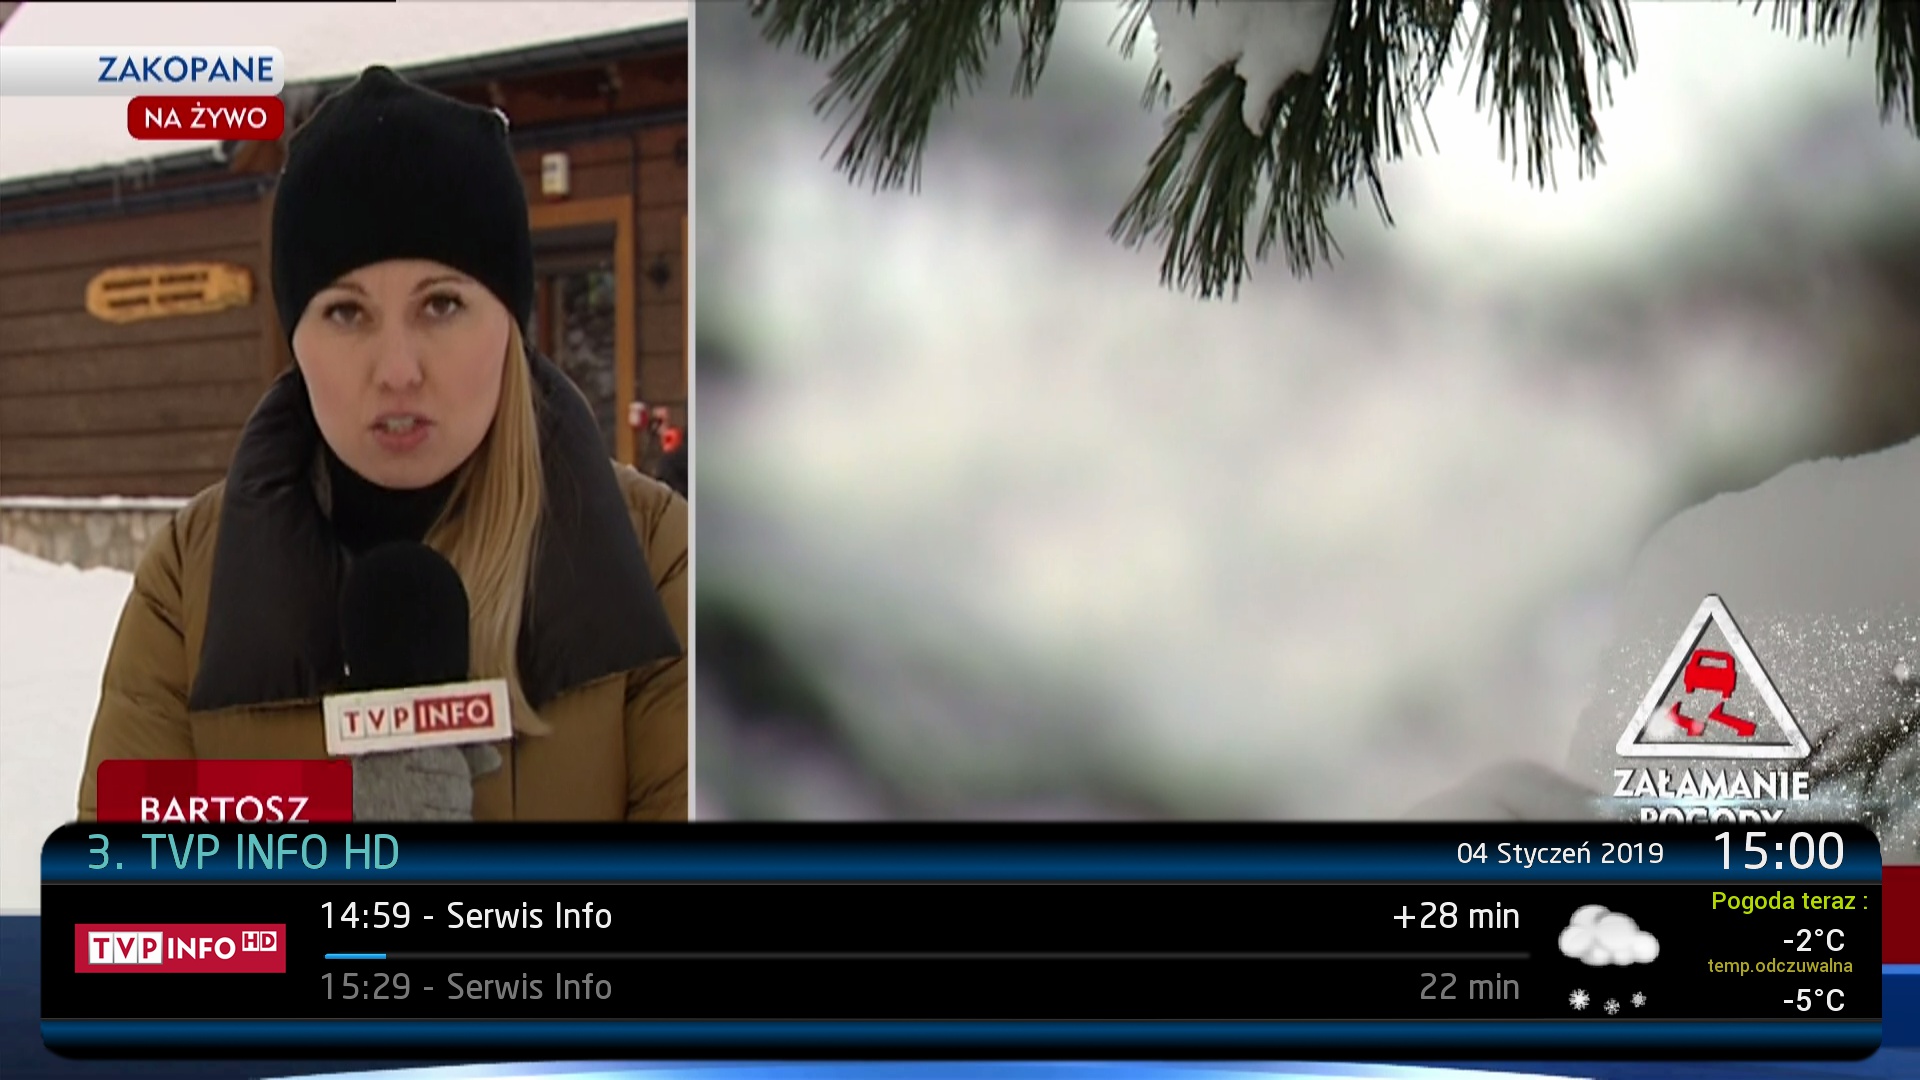 ZAKOPANE
NA ŻYWO
TVP INFO
BARTOSZ
ZAŁAMANIE
POGODY
3. TVP INFO HD
04 Styczeń 2019
15:00
TVP INFO HD
14:59 - Serwis Info
+28 min
15:29 - Serwis Info
22 min
Pogoda teraz :
-2°C
temp.odczuwalna
-5°C